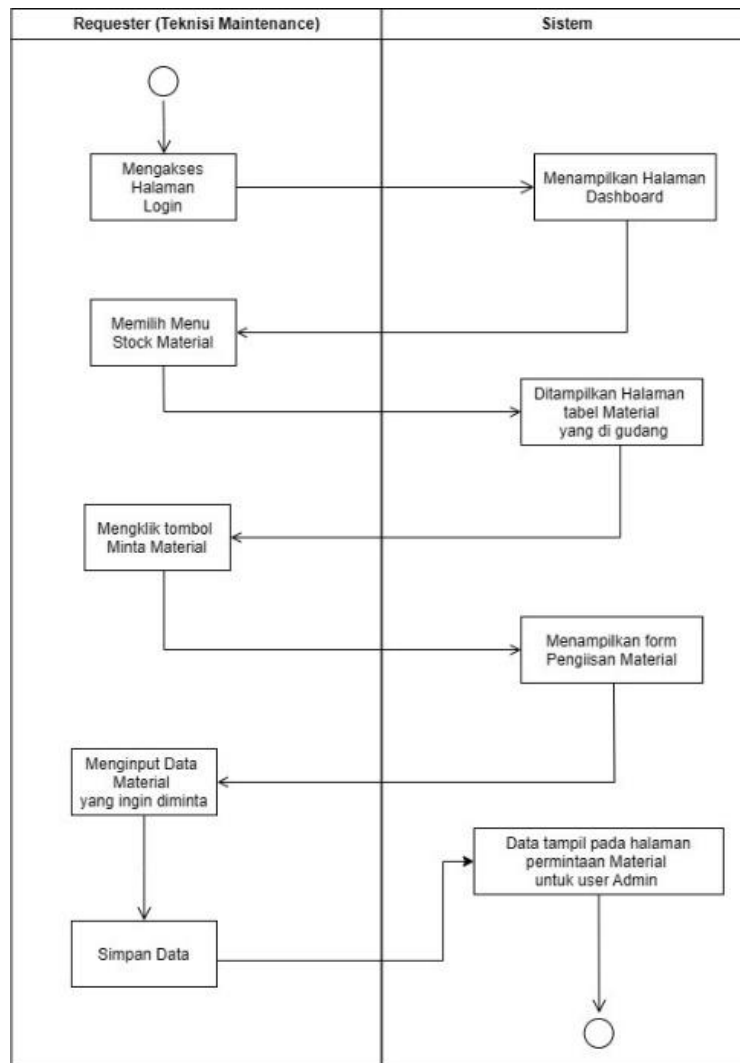 Requester (Teknisi Maintenance)
Sistem
Mengakses
Halaman
Login
Menampilkan Halaman
Dashboard
Memilih Menu
Stock Material
Ditampilkan Halaman
tabel Material
yang di gudang
Mengklik tombol
Minta Material
Menampilkan form
Pengiisan Material
Menginput Data
Material
yang ingin diminta
Data tampil pada halaman
permintaan Material
untuk user Admin
Simpan Data